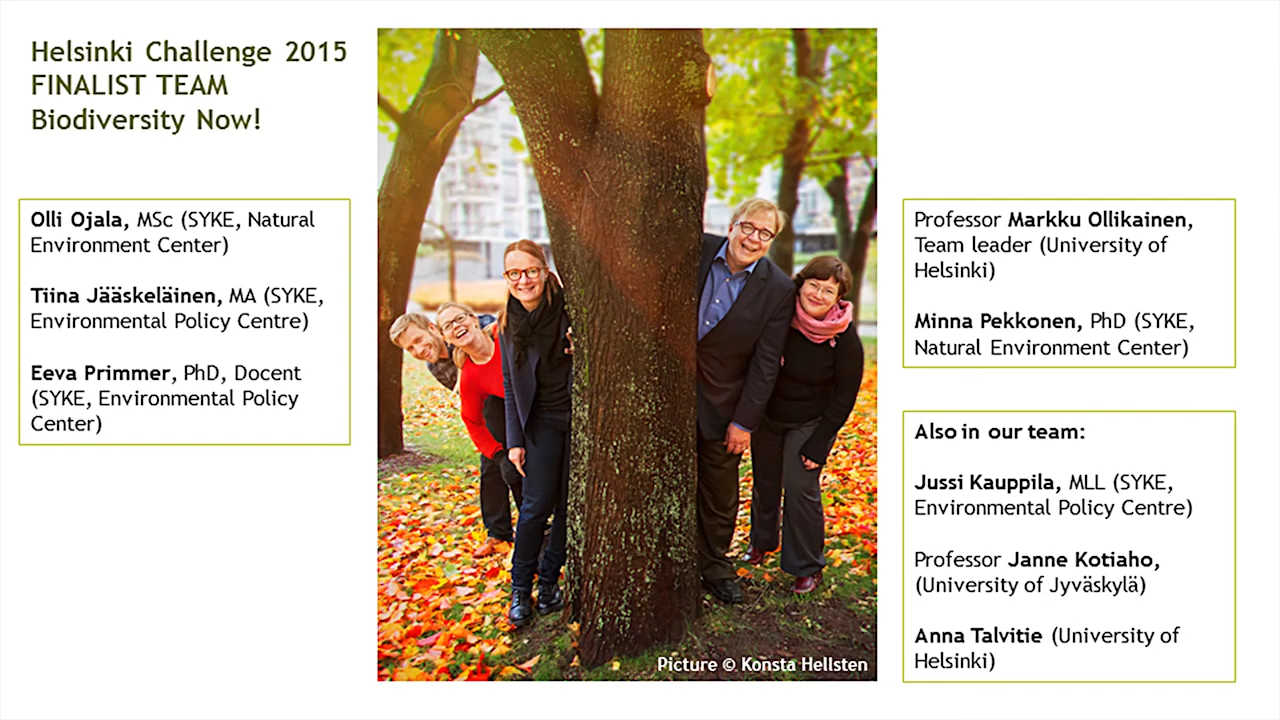 Helsinki Challenge 2015
FINALIST TEAM
Biodiversity Now!
Olli Ojala, MSc (SYKE, Natural
Environment Center)
Tiina Jääskeläinen, MA (SYKE,
Environmental Policy Centre)
Eeva Primmer, PhD, Docent
(SYKE, Environmental Policy
Center)
Professor Markku Ollikainen,
Team leader (University of
Helsinki)
Minna Pekkonen, PhD (SYKE,
Natural Environment Center)
Also in our team:
Jussi Kauppila, MLL (SYKE,
Environmental Policy Centre)
Professor Janne Kotiaho,
(University of Jyväskylä)
Anna Talvitie (University of
Helsinki)
Picture © Konsta Hellsten